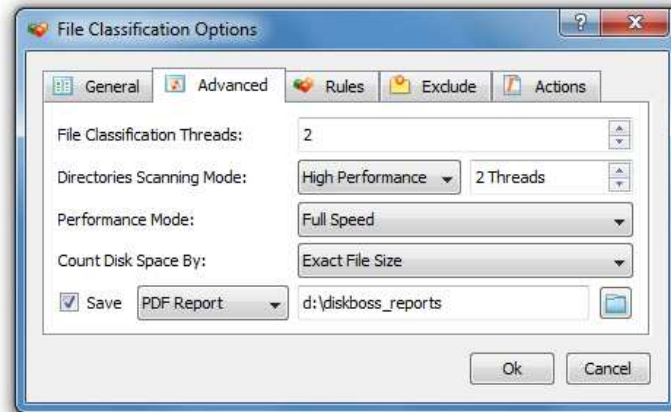 File Classification Options
General Advanced Rules Exclude Actions
File Classification Threads: 2
Directories Scanning Mode: High Performance 2 Threads
Performance Mode: Full Speed
Count Disk Space By: Exact File Size
Save PDF Report d:\diskboss_reports
Ok Cancel